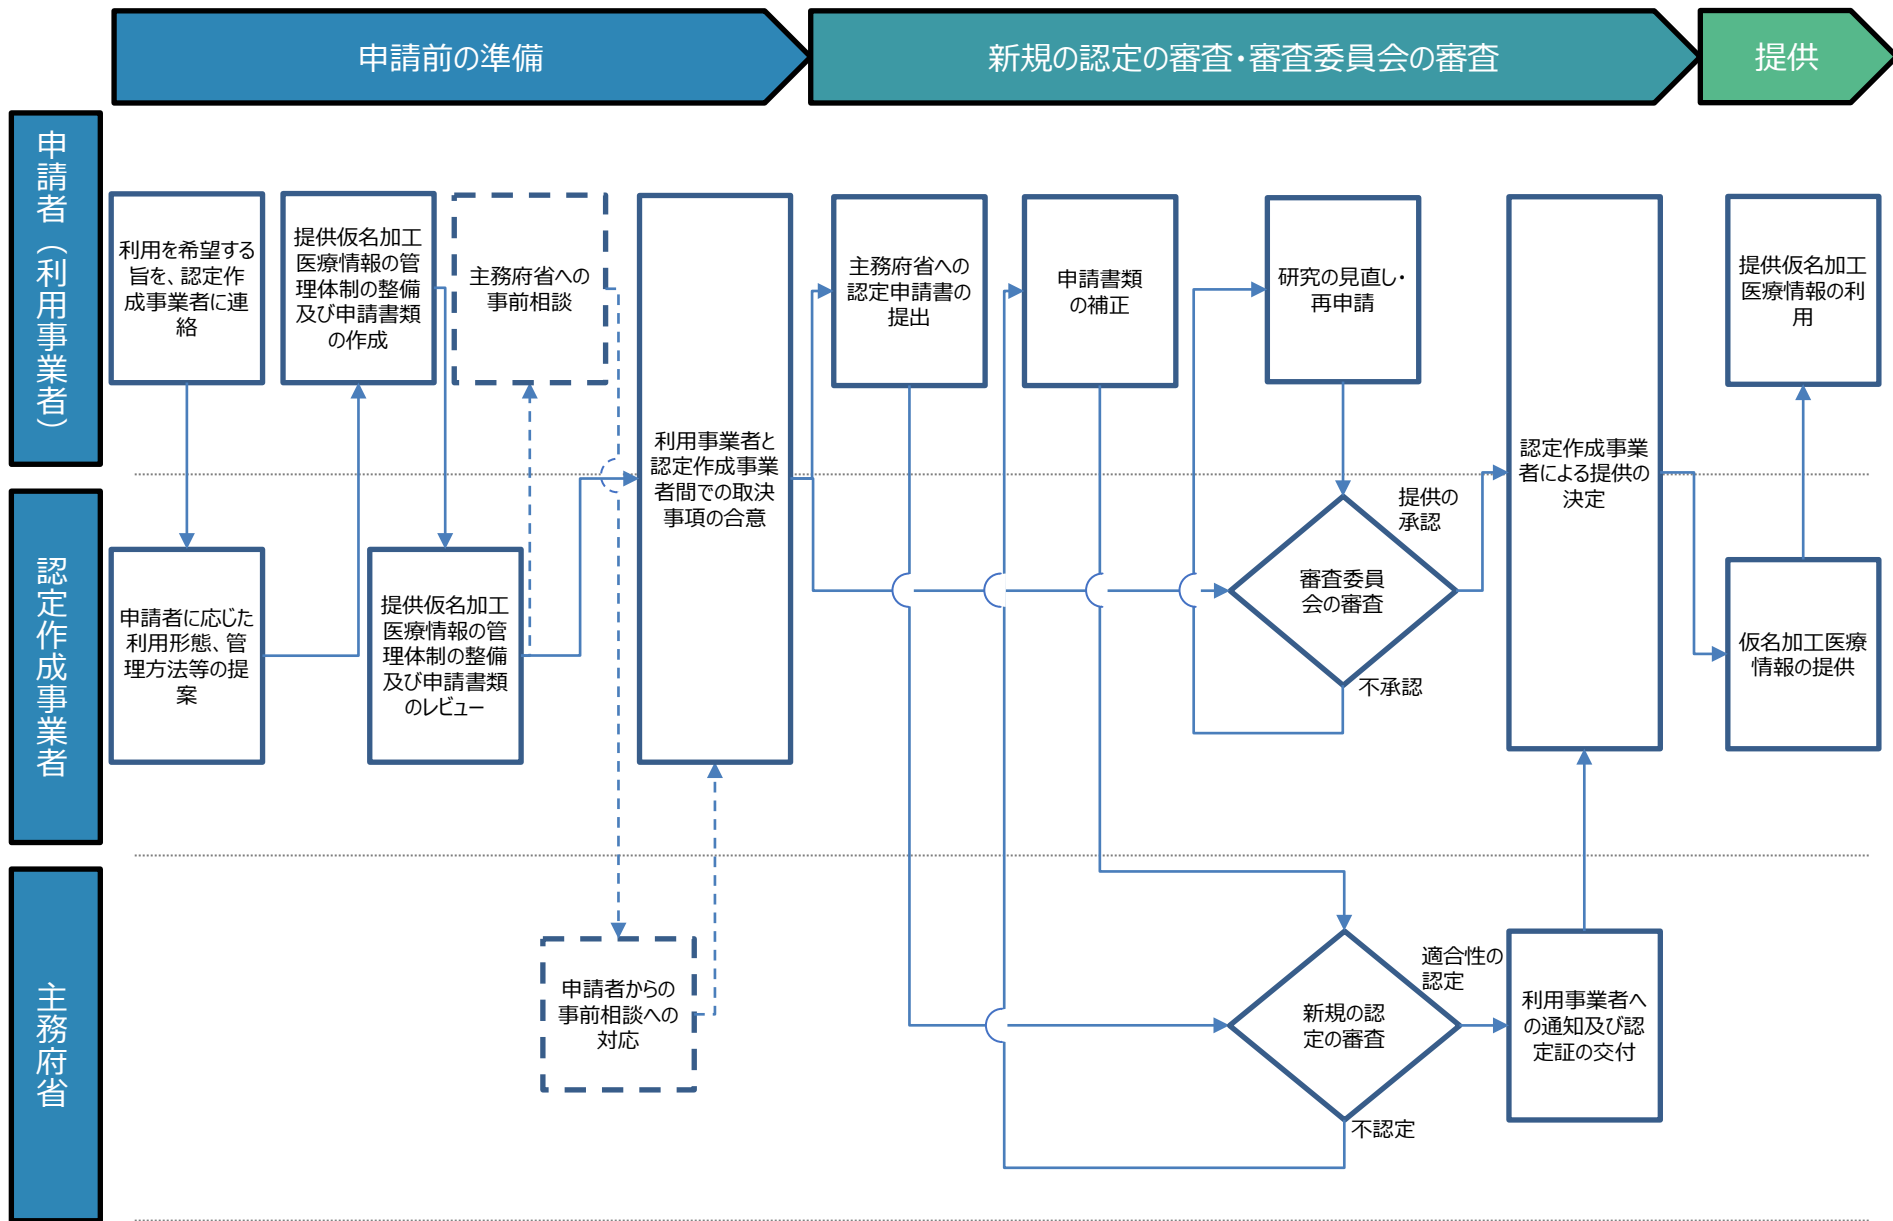 申請前の準備
新規の認定の審査・審査委員会の審査
提供
申請者（利用事業者）
利用を希望する
旨を、認定作
成事業者に連
絡
提供仮名加工
医療情報の管
理体制の整備
及び申請書類
の作成
主務府省への
事前相談
利用事業者と
認定作成事業
者間での取決
事項の合意
主務府省への
認定申請書の
提出
申請書類
の補正
研究の見直し・
再申請
認定作成事業
者による提供の
決定
提供仮名加工
医療情報の利
用
認定作成事業者
申請者に応じた
利用形態、管
理方法等の提
案
提供仮名加工
医療情報の管
理体制の整備
及び申請書類
のレビュー
審査委員
会の審査
提供の
承認
不承認
仮名加工医療
情報の提供
主務府省
申請者からの
事前相談への
対応
新規の認
定の審査
適合性の
認定
不認定
利用事業者へ
の通知及び認
定証の交付